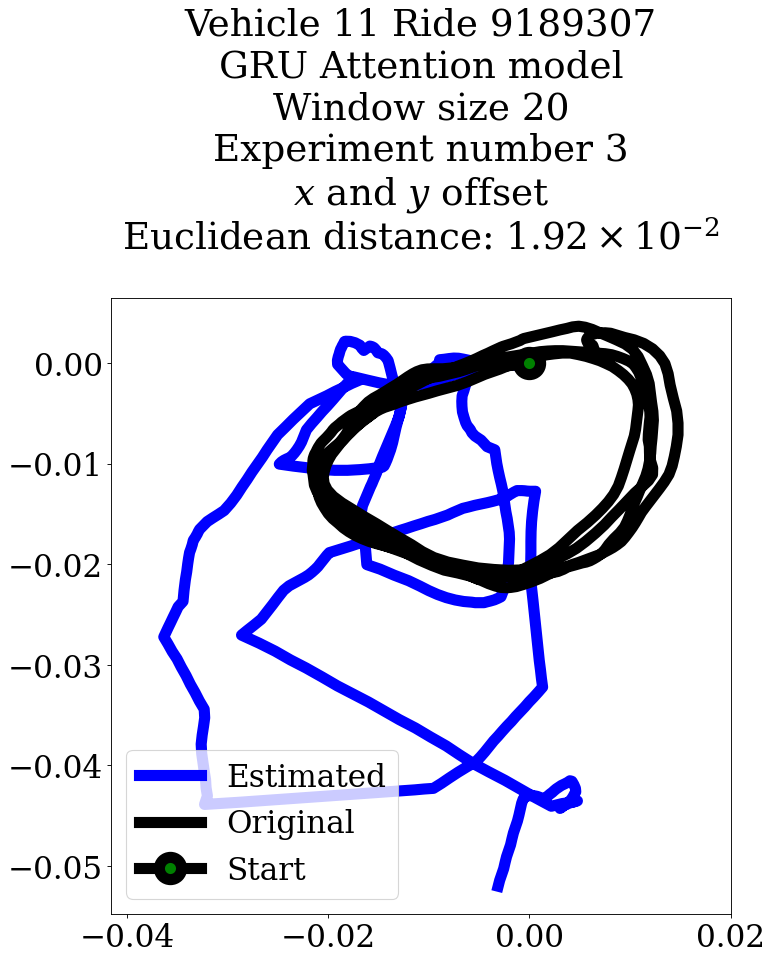 Vehicle 11 Ride 9189307
GRU Attention model
Window size 20
Experiment number 3
x and y offset
Euclidean distance: 1.92 × 10⁻²
0.00
−0.01
−0.02
−0.03
−0.04
−0.05
Estimated
Original
Start
−0.04 −0.02 0.00 0.02